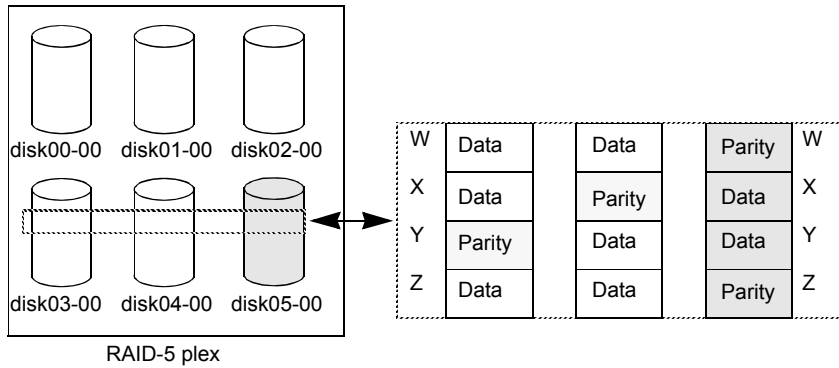 disk00-00 disk01-00 disk02-00
disk03-00 disk04-00 disk05-00
RAID-5 plex
W Data Data Parity W
X Data Parity Data X
Y Parity Data Data Y
Z Data Data Parity Z